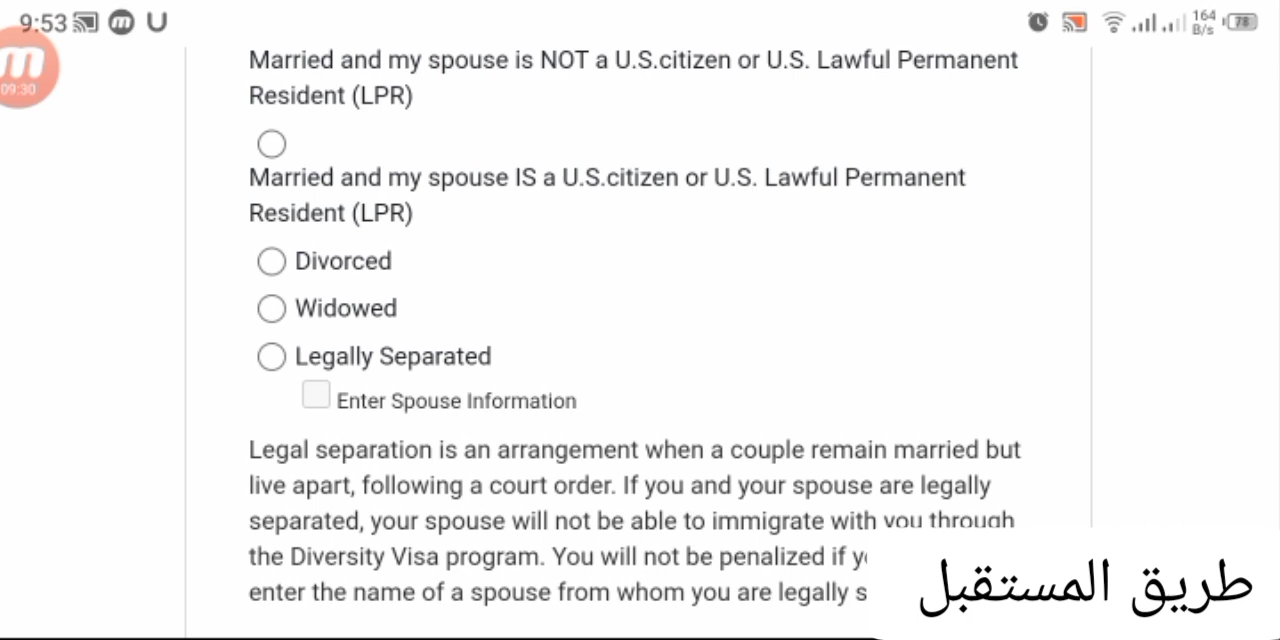 9:53 m U 164 B/s 78
m
09:30
Married and my spouse is NOT a U.S.citizen or U.S. Lawful Permanent
Resident (LPR)
Married and my spouse IS a U.S.citizen or U.S. Lawful Permanent
Resident (LPR)
Divorced
Widowed
Legally Separated
Enter Spouse Information
Legal separation is an arrangement when a couple remain married but
live apart, following a court order. If you and your spouse are legally
separated, your spouse will not be able to immigrate with you through
the Diversity Visa program. You will not be penalized if
enter the name of a spouse from whom you are legally
طريق المستقبل